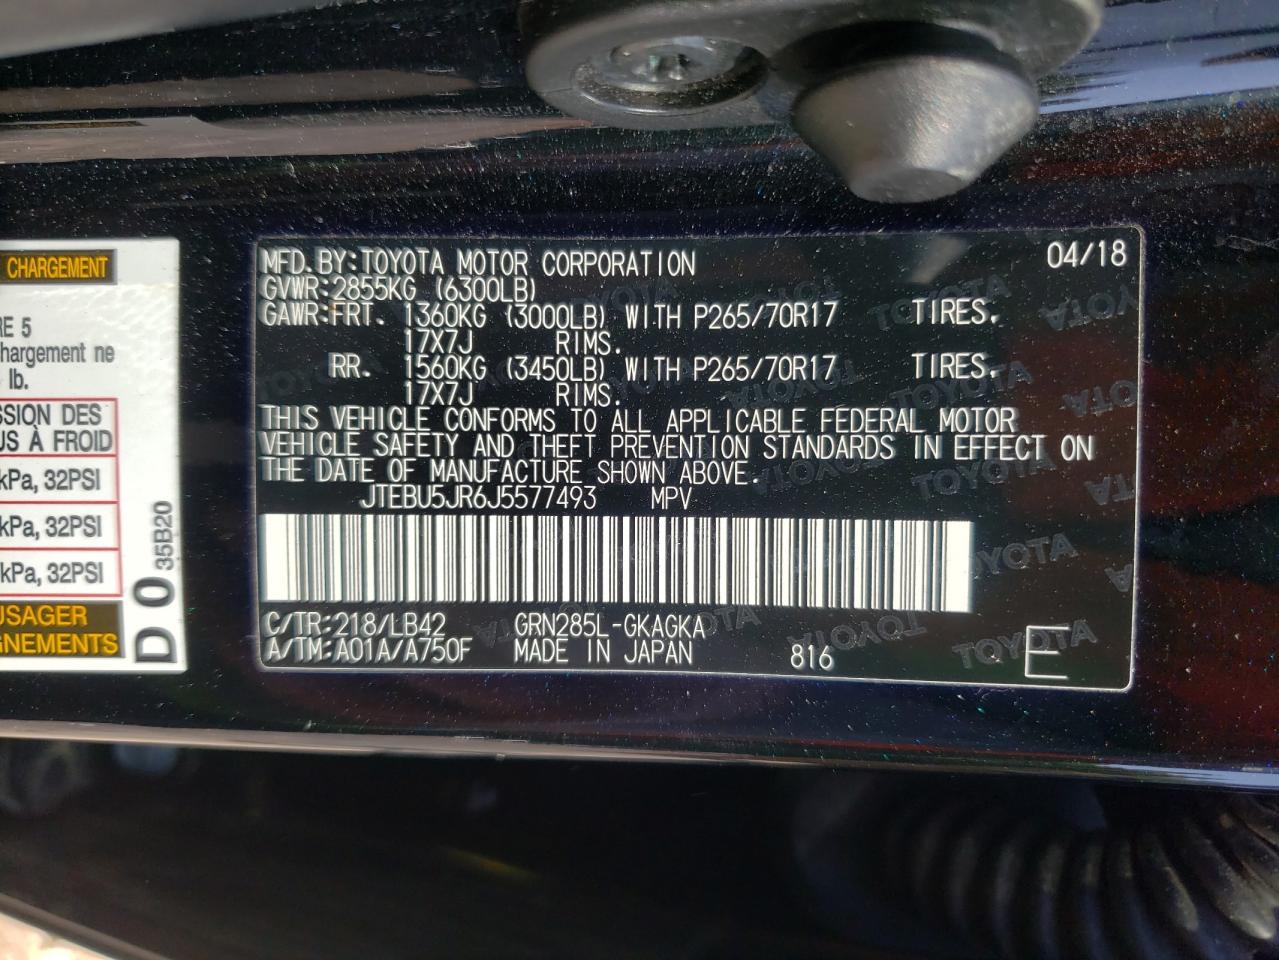 CHARGEMENT
RE 5
hargement ne
lb.
SSION DES
US À FROID
kPa, 32PSI
kPa, 32PSI
kPa, 32PSI
USAGER
GNEMENTS
D 0
35B20
MFD. BY:TOYOTA MOTOR CORPORATION 04/18
GVWR:2855KG (6300LB)
GAWR:FRT. 1360KG (3000LB) WITH P265/70R17 TIRES,
17X7J RIMS.
RR. 1560KG (3450LB) WITH P265/70R17 TIRES,
17X7J RIMS.
THIS VEHICLE CONFORMS TO ALL APPLICABLE FEDERAL MOTOR
VEHICLE SAFETY AND THEFT PREVENTION STANDARDS IN EFFECT ON
THE DATE OF MANUFACTURE SHOWN ABOVE.
JTEBU5JR6J5577493 MPV
C/TR:218/LB42 GRN285L-GKAGKA
A/TM:A01A/A750F MADE IN JAPAN 816 E